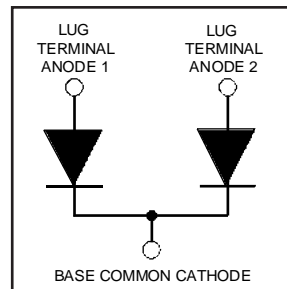 LUG
TERMINAL
ANODE 1
LUG
TERMINAL
ANODE 2
BASE COMMON CATHODE